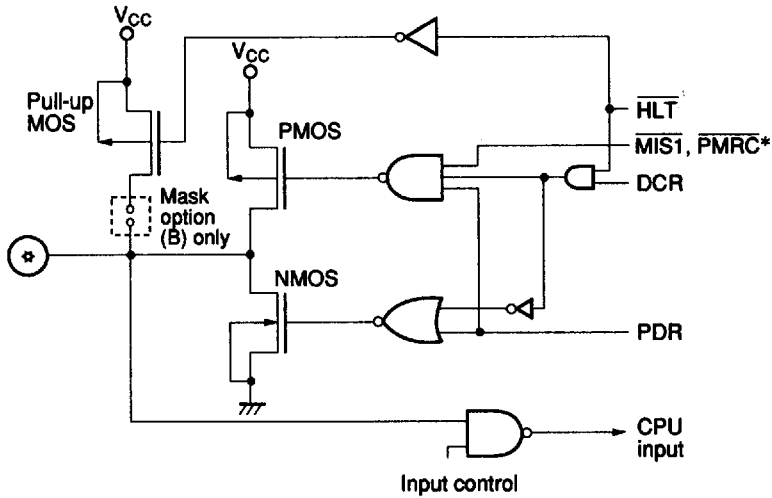 VCC
VCC
Pull-up
MOS
PMOS
HLT
MIS1, PMRC*
DCR
Mask
option
(B) only
NMOS
PDR
CPU
input
Input control